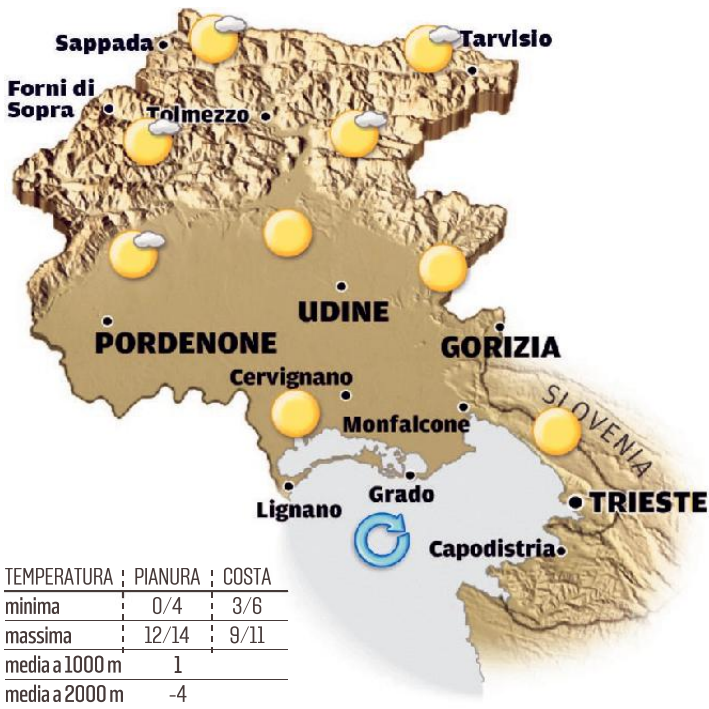 Sappada
Tarvisio
Forni di
Sopra
Tolmezzo
UDINE
PORDENONE
GORIZIA
Cervignano
SLOVENIA
Monfalcone
Lignano
Grado
TRIESTE
Capodistria
TEMPERATURA PIANURA COSTA
minima 0/4 3/6
massima 12/14 9/11
media a 1000 m 1
media a 2000 m -4